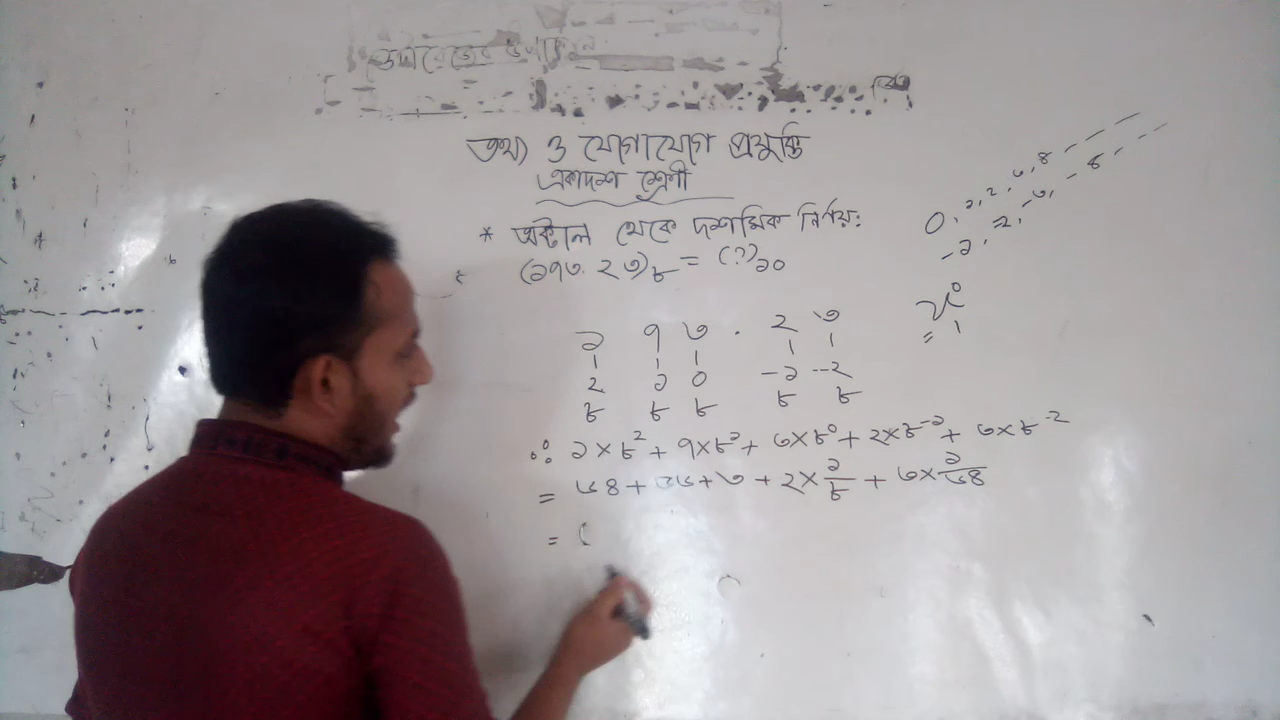 তথ্য ও যোগাযোগ প্রযুক্তি
একাদশ শ্রেণী
* অক্টাল থেকে দশমিক নির্ণয়:
(১৭৩.২৩)৮ = (?)১০
০, ১, ২, ৩, ৪ - - - -
-১, -২, -৩, -৪ - - -
x⁰
= 1
১ ৭ ৩ . ২ ৩
২ ১ ০ -১ -২
৮ ৮ ৮ ৮ ৮
∴ ১×৮² + ৭×৮¹ + ৩×৮⁰ + ২×৮⁻¹ + ৩×৮⁻²
= ৬৪ + ৫৬ + ৩ + ২×১/৮ + ৩×১/৬৪
= (